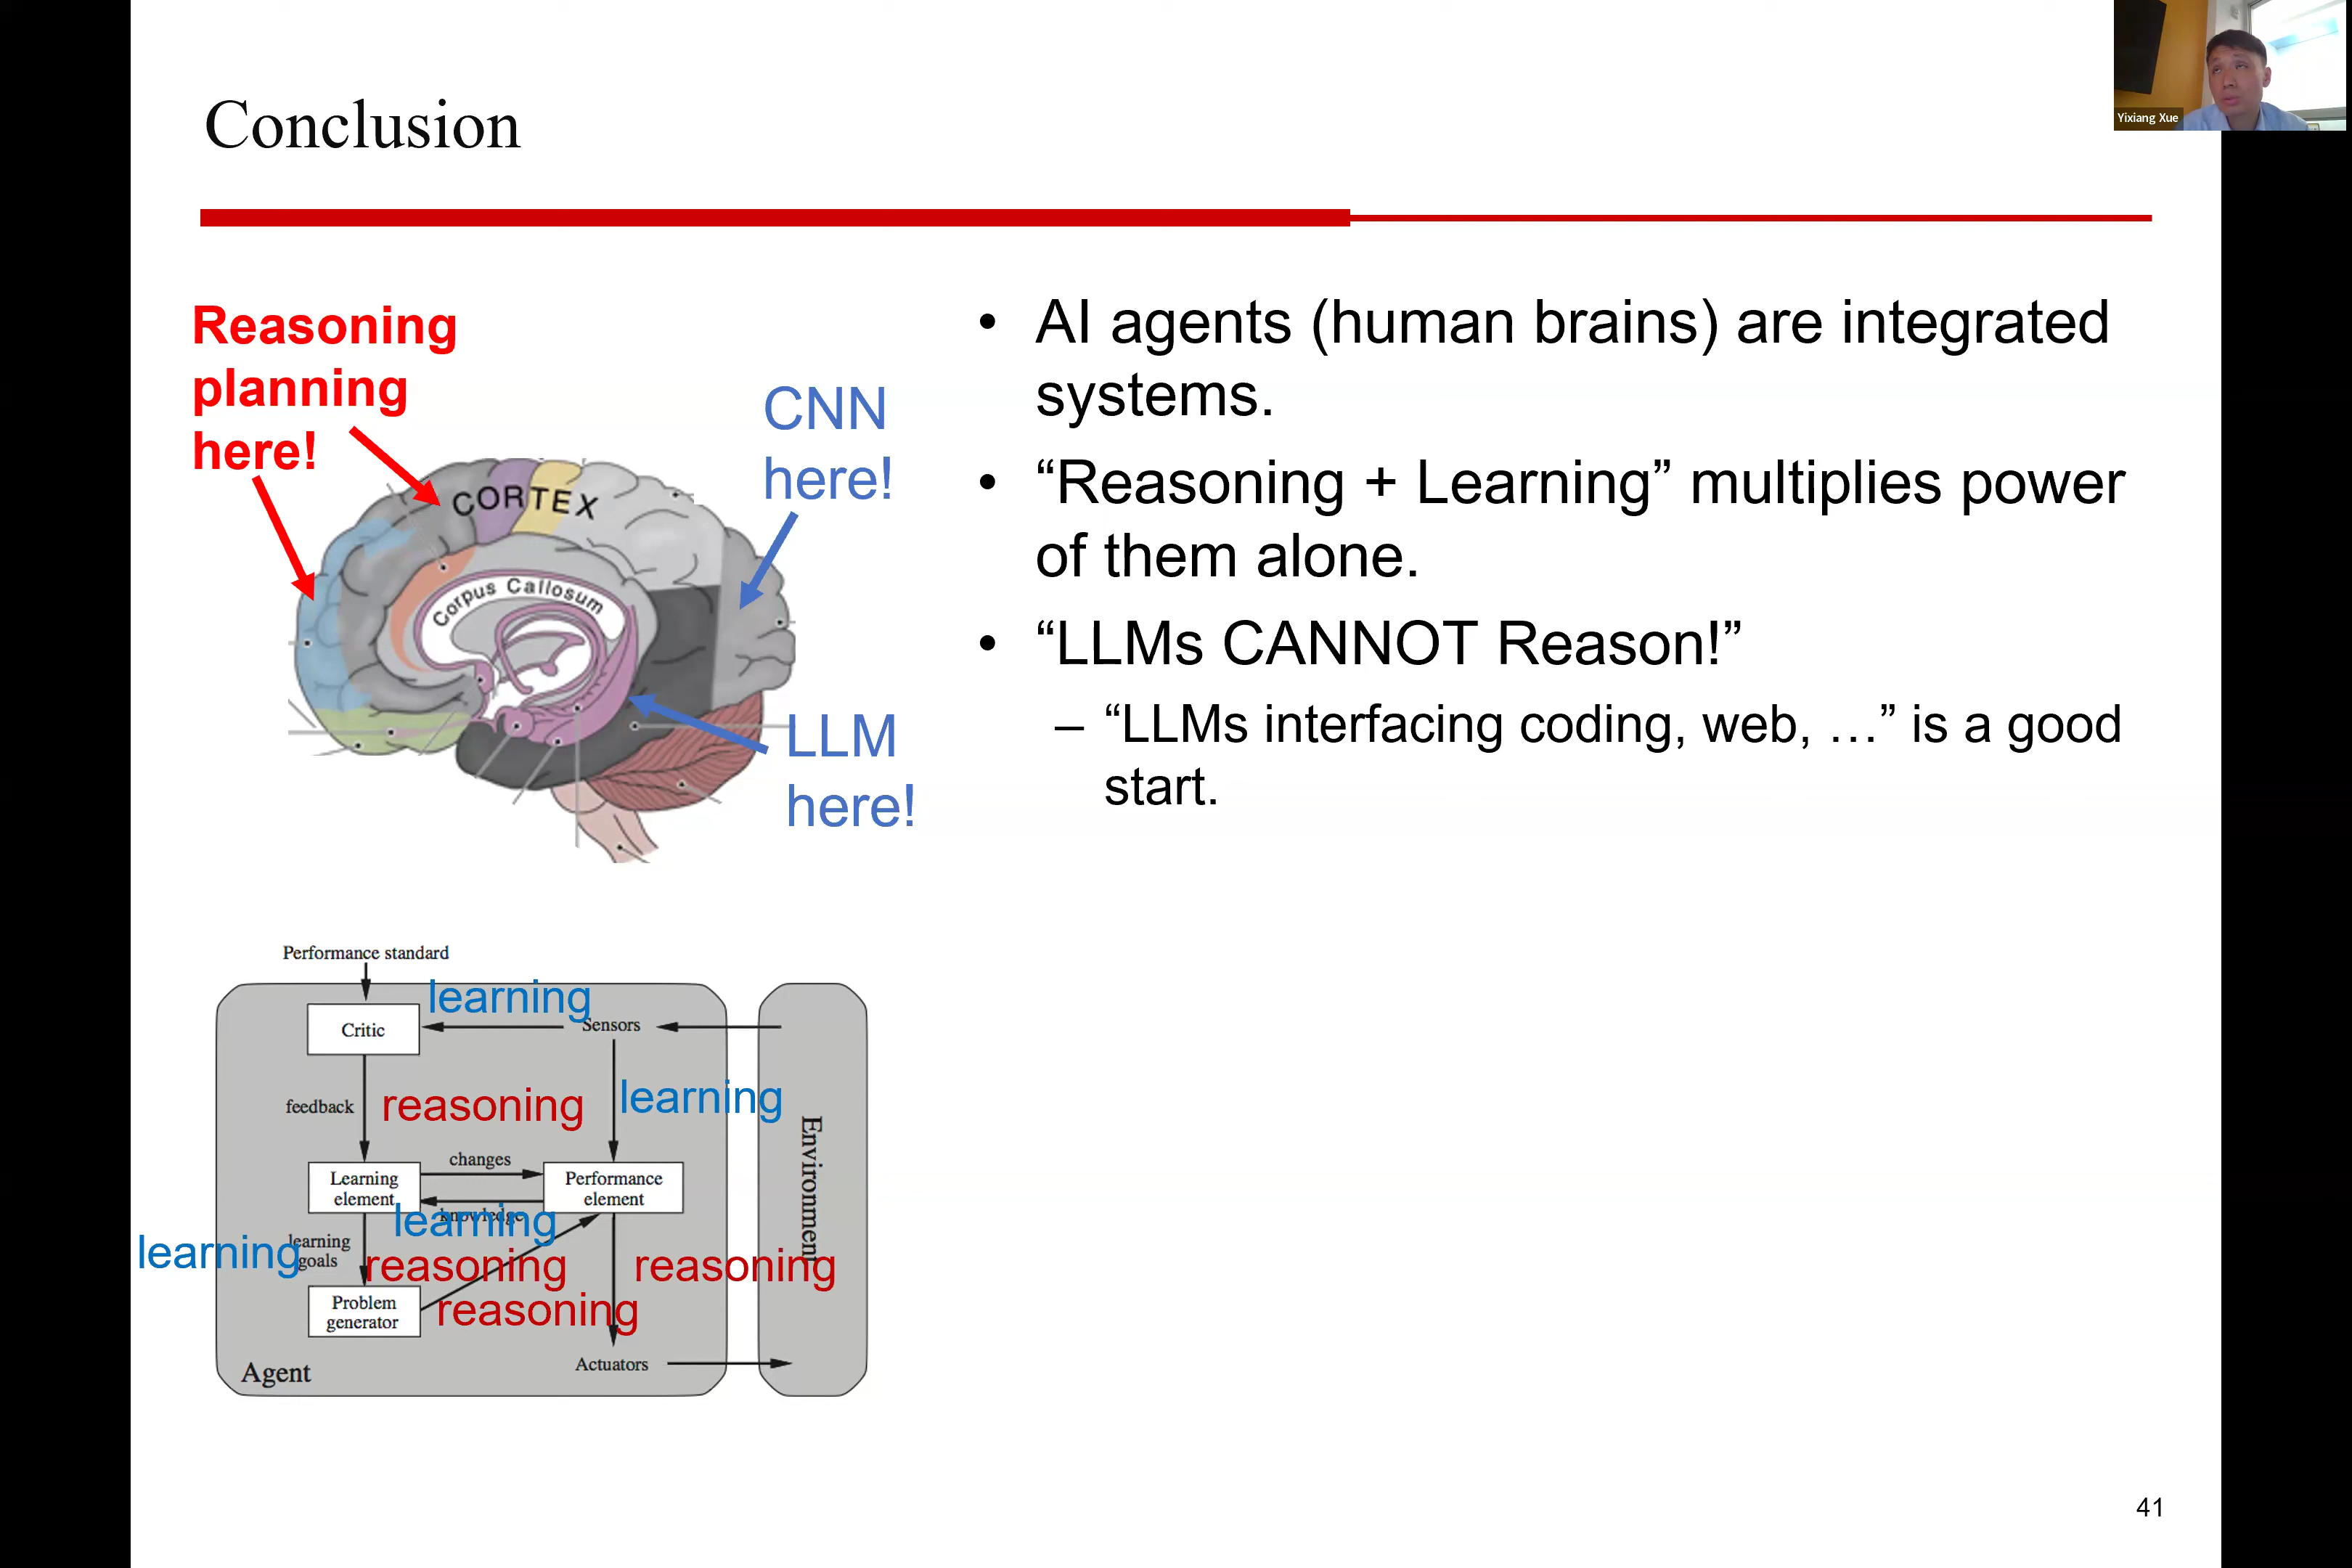 Conclusion
Yixiang Xue
Reasoning
planning
here!
CNN
here!
CORTEX
Corpus Callosum
LLM
here!
• AI agents (human brains) are integrated
systems.
• “Reasoning + Learning” multiplies power
of them alone.
• “LLMs CANNOT Reason!”
– “LLMs interfacing coding, web, …” is a good
start.
Performance standard
learning
Critic
Sensors
feedback
reasoning
learning
Environment
changes
Learning
element
Performance
element
knowledge
learning
learning
learning
goals
reasoning
reasoning
Problem
generator
reasoning
Actuators
Agent
41